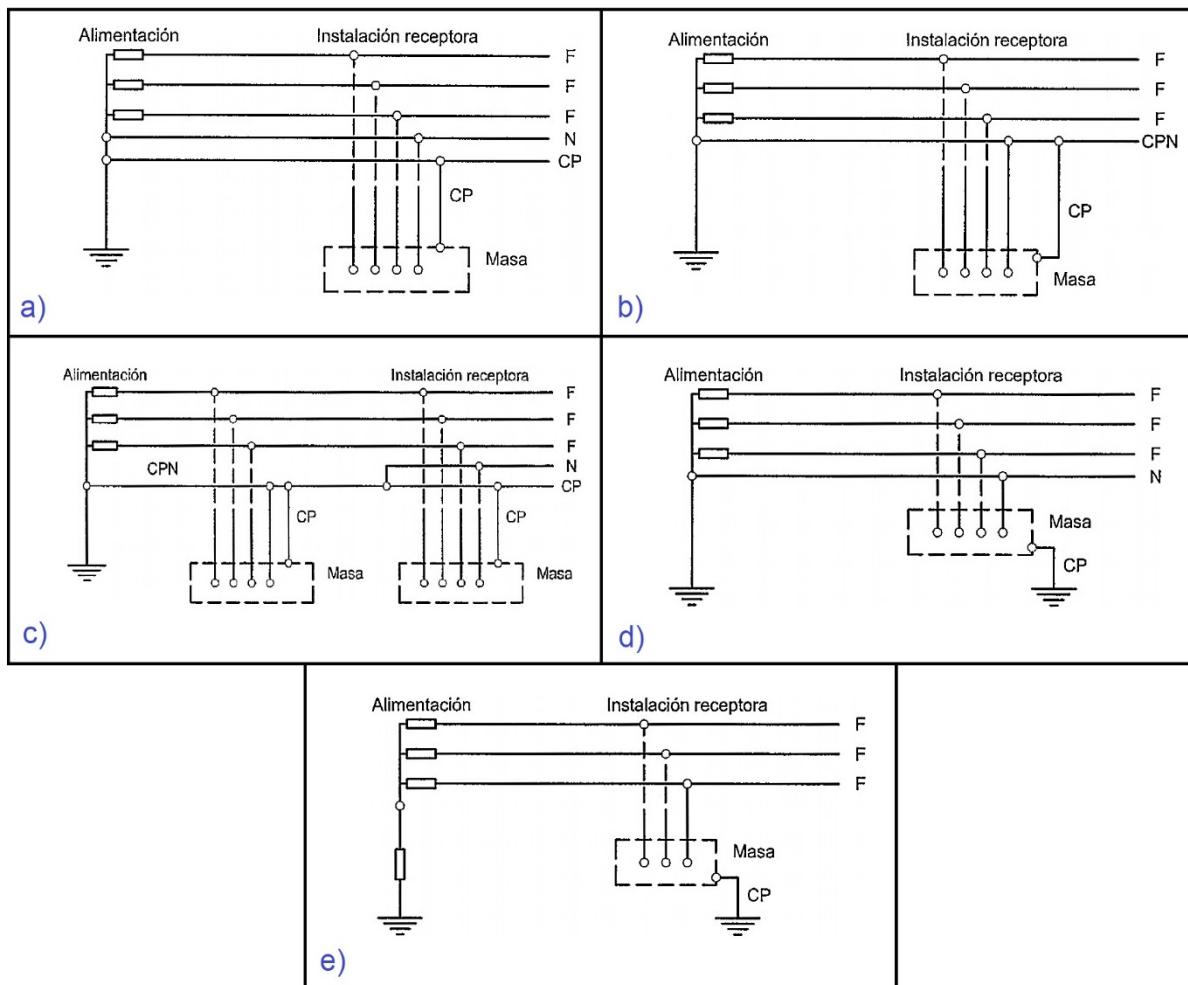 Alimentación
Instalación receptora
F
F
F
N
CP
CP
Masa
a)
Alimentación
Instalación receptora
F
F
F
CPN
CP
Masa
b)
Alimentación
Instalación receptora
F
F
F
N
CPN
CP
CP
CP
Masa
Masa
c)
Alimentación
Instalación receptora
F
F
F
N
Masa
CP
d)
Alimentación
Instalación receptora
F
F
F
Masa
CP
e)